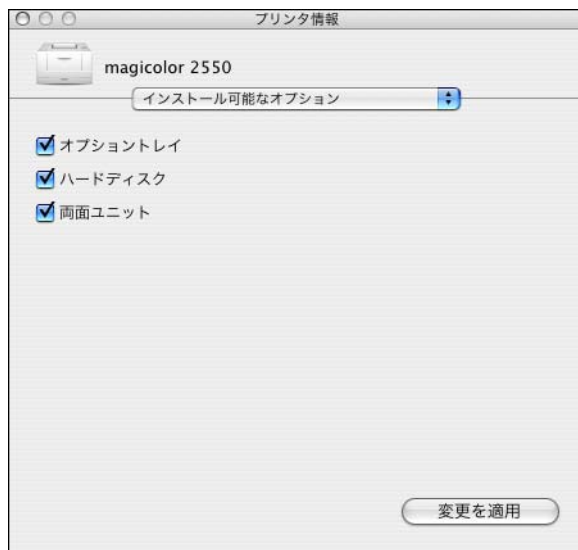 プリンタ情報
magicolor 2550
インストール可能なオプション
オプショントレイ
ハードディスク
両面ユニット
変更を適用